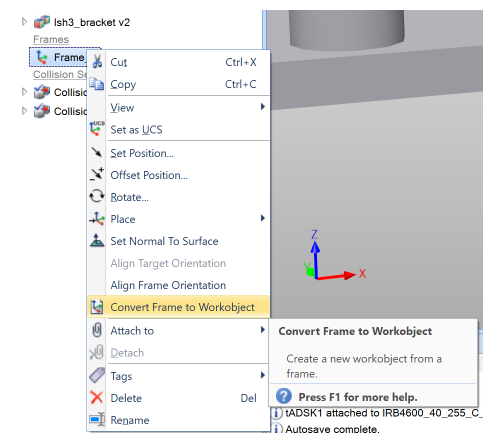 lsh3_bracket v2
Frames
Frame_
Collision Se
Collisio
Collisio
Cut Ctrl+X
Copy Ctrl+C
View
Set as UCS
Set Position...
Offset Position...
Rotate...
Place
Set Normal To Surface
Align Target Orientation
Align Frame Orientation
Convert Frame to Workobject
Attach to
Detach
Tags
Delete Del
Rename
UCS
Z
Y
X
Convert Frame to Workobject
Create a new workobject from a
frame.
Press F1 for more help.
tADSK1 attached to IRB4600_40_255_C_
Autosave complete.